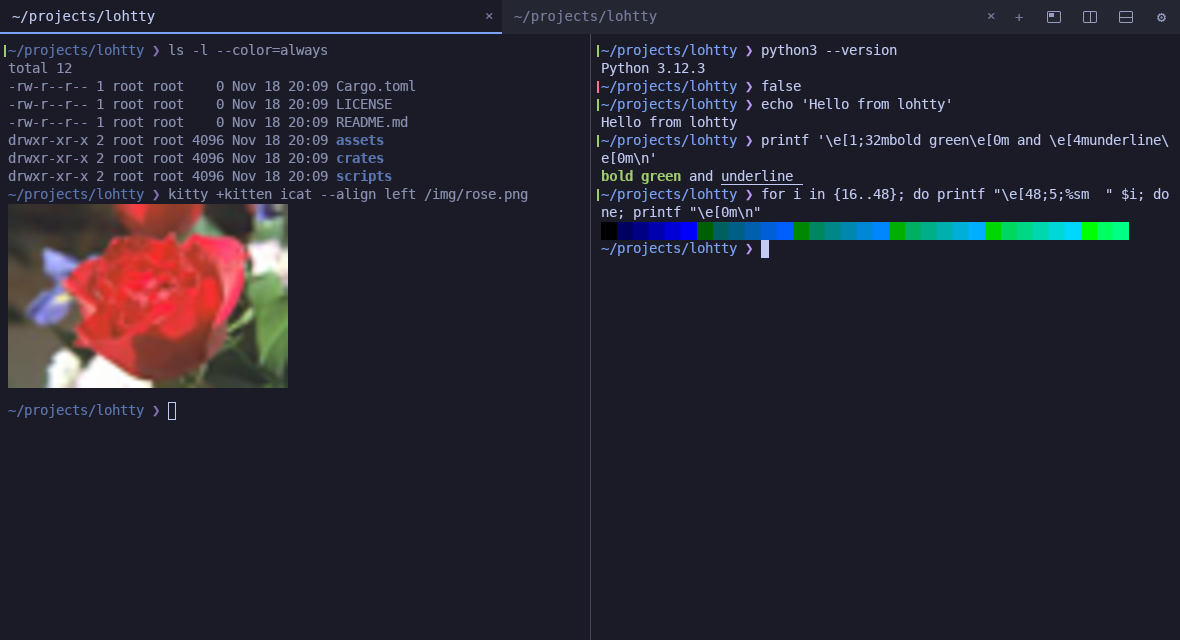 ~/projects/lohtty × ~/projects/lohtty × +
~/projects/lohtty ❯ ls -l --color=always
total 12
-rw-r--r-- 1 root root    0 Nov 18 20:09 Cargo.toml
-rw-r--r-- 1 root root    0 Nov 18 20:09 LICENSE
-rw-r--r-- 1 root root    0 Nov 18 20:09 README.md
drwxr-xr-x 2 root root 4096 Nov 18 20:09 assets
drwxr-xr-x 2 root root 4096 Nov 18 20:09 crates
drwxr-xr-x 2 root root 4096 Nov 18 20:09 scripts
~/projects/lohtty ❯ kitty +kitten icat --align left /img/rose.png
~/projects/lohtty ❯
~/projects/lohtty ❯ python3 --version
Python 3.12.3
~/projects/lohtty ❯ false
~/projects/lohtty ❯ echo 'Hello from lohtty'
Hello from lohtty
~/projects/lohtty ❯ printf '\e[1;32mbold green\e[0m and \e[4munderline\
e[0m\n'
bold green and underline
~/projects/lohtty ❯ for i in {16..48}; do printf "\e[48;5;%sm  " $i; do
ne; printf "\e[0m\n"
~/projects/lohtty ❯